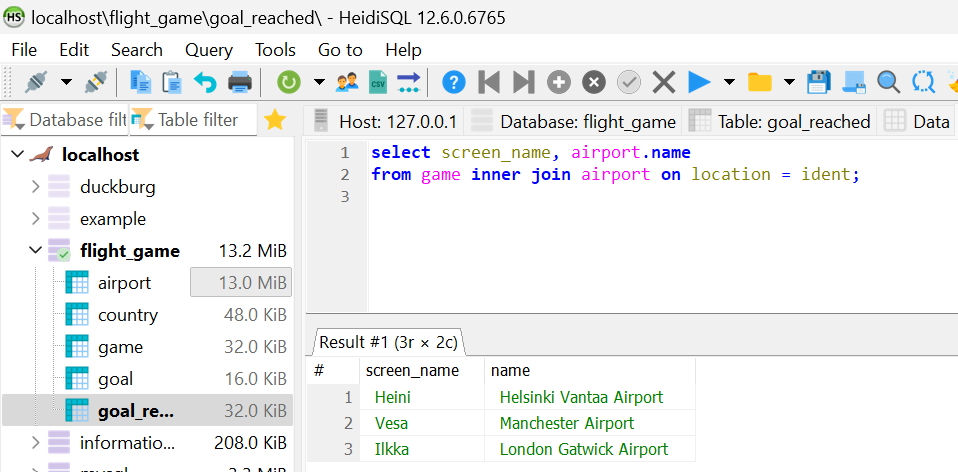 HS localhost\flight_game\goal_reached\ - HeidiSQL 12.6.0.6765
File Edit Search Query Tools Go to Help
CSV
Database filt Table filter
Host: 127.0.0.1 Database: flight_game Table: goal_reached Data
localhost
duckburg
example
flight_game 13.2 MiB
airport 13.0 MiB
country 48.0 KiB
game 32.0 KiB
goal 16.0 KiB
goal_re... 32.0 KiB
informatio... 208.0 KiB
1 select screen_name, airport.name
2 from game inner join airport on location = ident;
3
Result #1 (3r × 2c)
# screen_name name
1 Heini Helsinki Vantaa Airport
2 Vesa Manchester Airport
3 Ilkka London Gatwick Airport